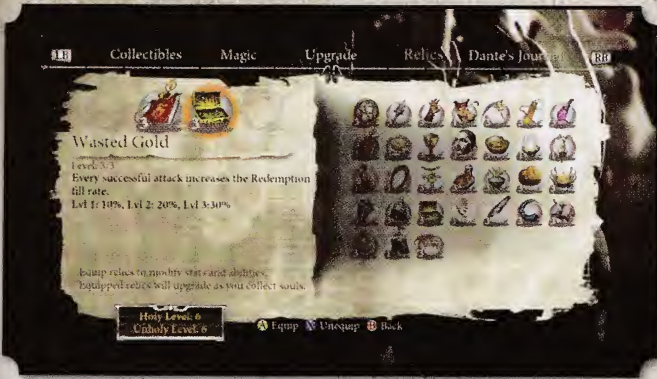 LB Collectibles Magic Upgrade Relics Dante's Journal RB
Wasted Gold
Level: 3/3
Every successful attack increases the Redemption
fill rate.
Lvl 1: 10%, Lvl 2: 20%, Lvl 3: 30%
Equip relics to modify stats and abilities.
Equipped relics will upgrade as you collect souls.
Holy Level: 6
Unholy Level: 6
A Equip X Unequip B Back